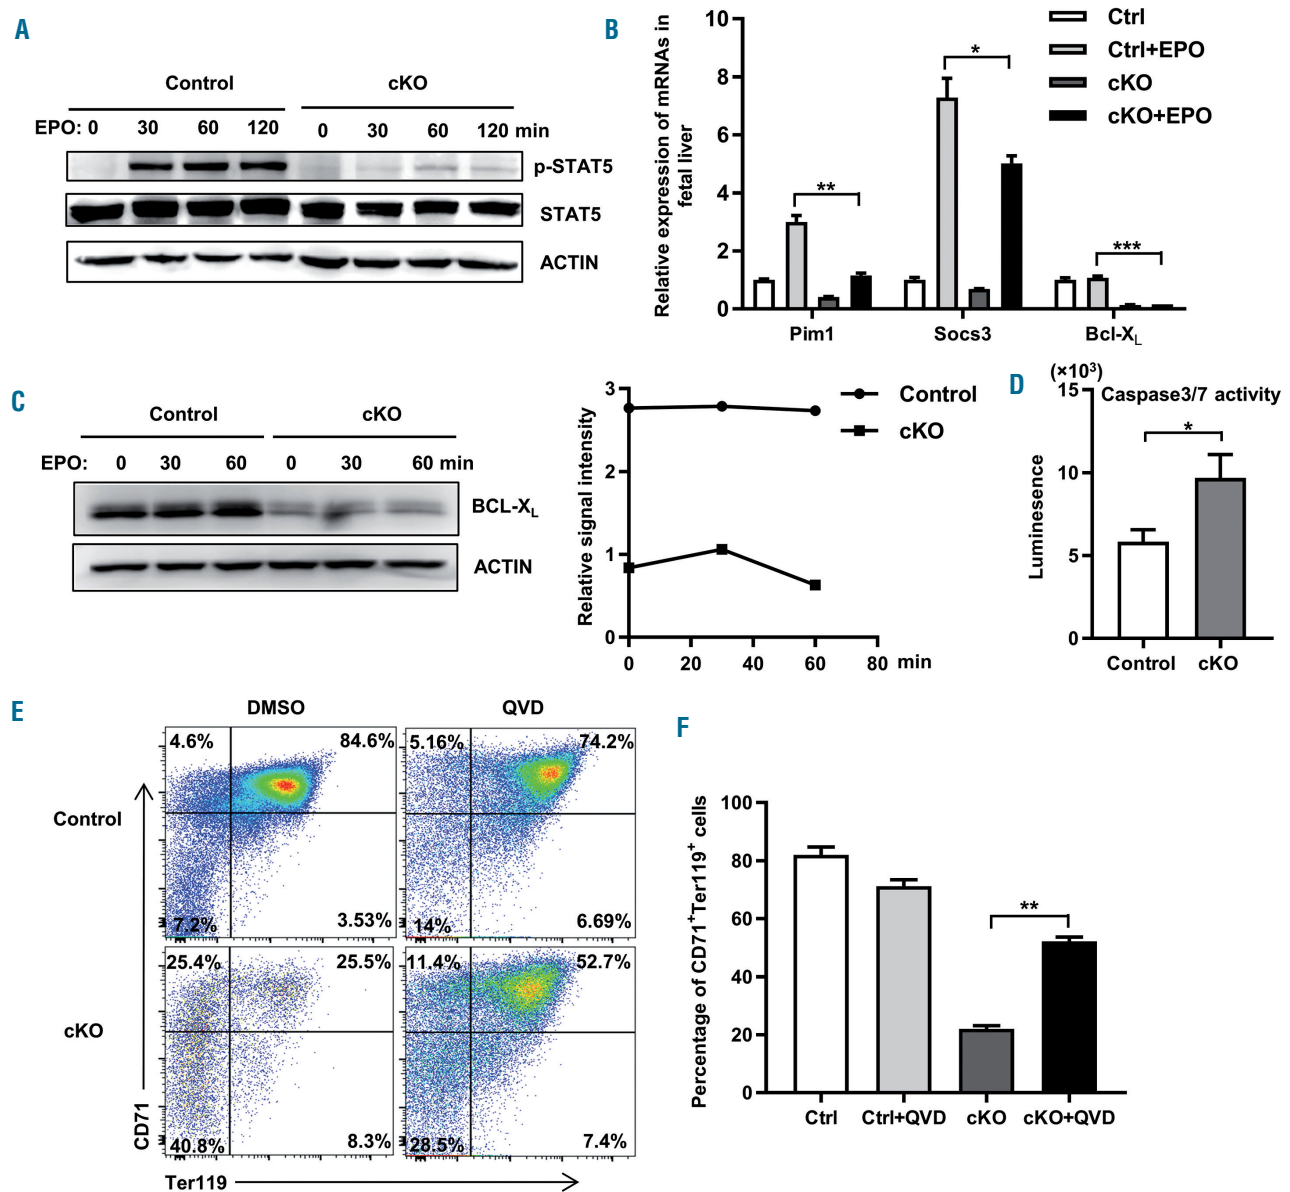 A
Control
cKO
EPO: 0 30 60 120 0 30 60 120 min
p-STAT5
STAT5
ACTIN
B
Relative expression of mRNAs in
fetal liver
10
8
6
4
2
0
**
*
***
Pim1 Socs3 Bcl-XL
Ctrl
Ctrl+EPO
cKO
cKO+EPO
C
Control
cKO
EPO: 0 30 60 0 30 60 min
BCL-XL
ACTIN
Relative signal intensity
3
2
1
0
0 20 40 60 80 min
Control
cKO
D
(×10³)
Caspase3/7 activity
Luminesence
15
10
5
0
*
Control cKO
E
DMSO QVD
Control
4.6% 84.6%
7.2% 3.53%
5.16% 74.2%
14% 6.69%
cKO
25.4% 25.5%
40.8% 8.3%
11.4% 52.7%
28.5% 7.4%
CD71
Ter119
F
Percentage of CD71⁺Ter119⁺ cells
100
80
60
40
20
0
**
Ctrl Ctrl+QVD cKO cKO+QVD